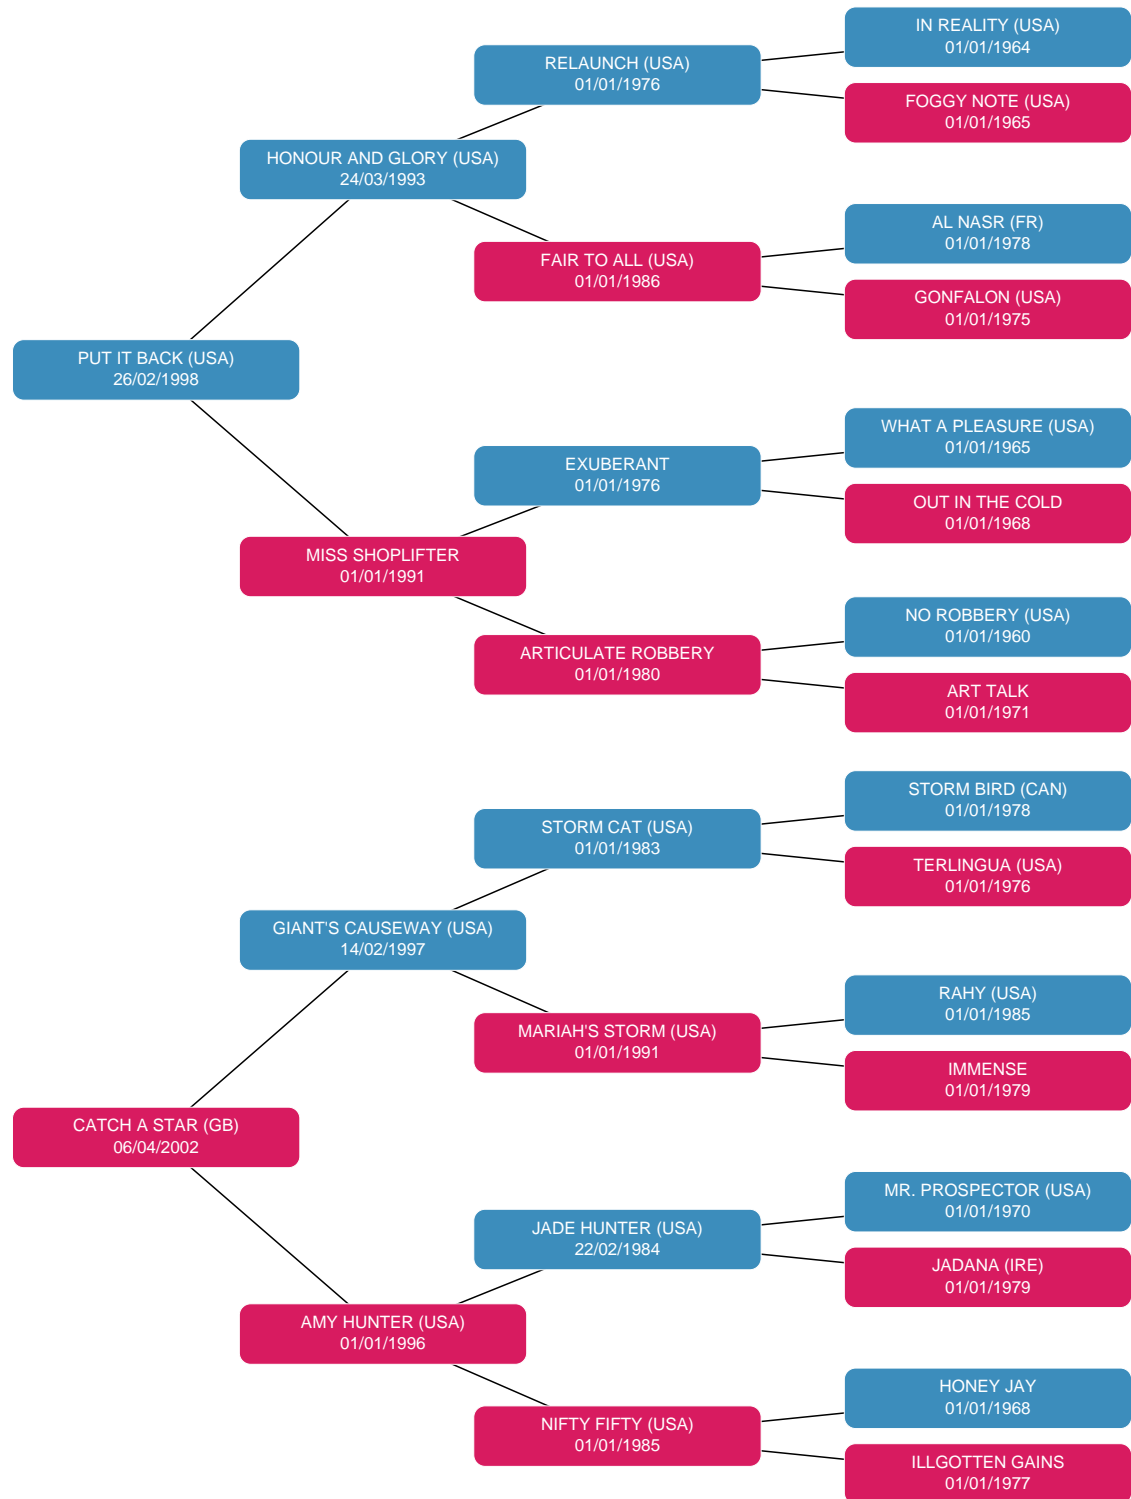 IN REALITY (USA)
01/01/1964
RELAUNCH (USA)
01/01/1976
FOGGY NOTE (USA)
01/01/1965
HONOUR AND GLORY (USA)
24/03/1993
AL NASR (FR)
01/01/1978
FAIR TO ALL (USA)
01/01/1986
GONFALON (USA)
01/01/1975
PUT IT BACK (USA)
26/02/1998
WHAT A PLEASURE (USA)
01/01/1965
EXUBERANT
01/01/1976
OUT IN THE COLD
01/01/1968
MISS SHOPLIFTER
01/01/1991
NO ROBBERY (USA)
01/01/1960
ARTICULATE ROBBERY
01/01/1980
ART TALK
01/01/1971
STORM BIRD (CAN)
01/01/1978
STORM CAT (USA)
01/01/1983
TERLINGUA (USA)
01/01/1976
GIANT'S CAUSEWAY (USA)
14/02/1997
RAHY (USA)
01/01/1985
MARIAH'S STORM (USA)
01/01/1991
IMMENSE
01/01/1979
CATCH A STAR (GB)
06/04/2002
MR. PROSPECTOR (USA)
01/01/1970
JADE HUNTER (USA)
22/02/1984
JADANA (IRE)
01/01/1979
AMY HUNTER (USA)
01/01/1996
HONEY JAY
01/01/1968
NIFTY FIFTY (USA)
01/01/1985
ILLGOTTEN GAINS
01/01/1977